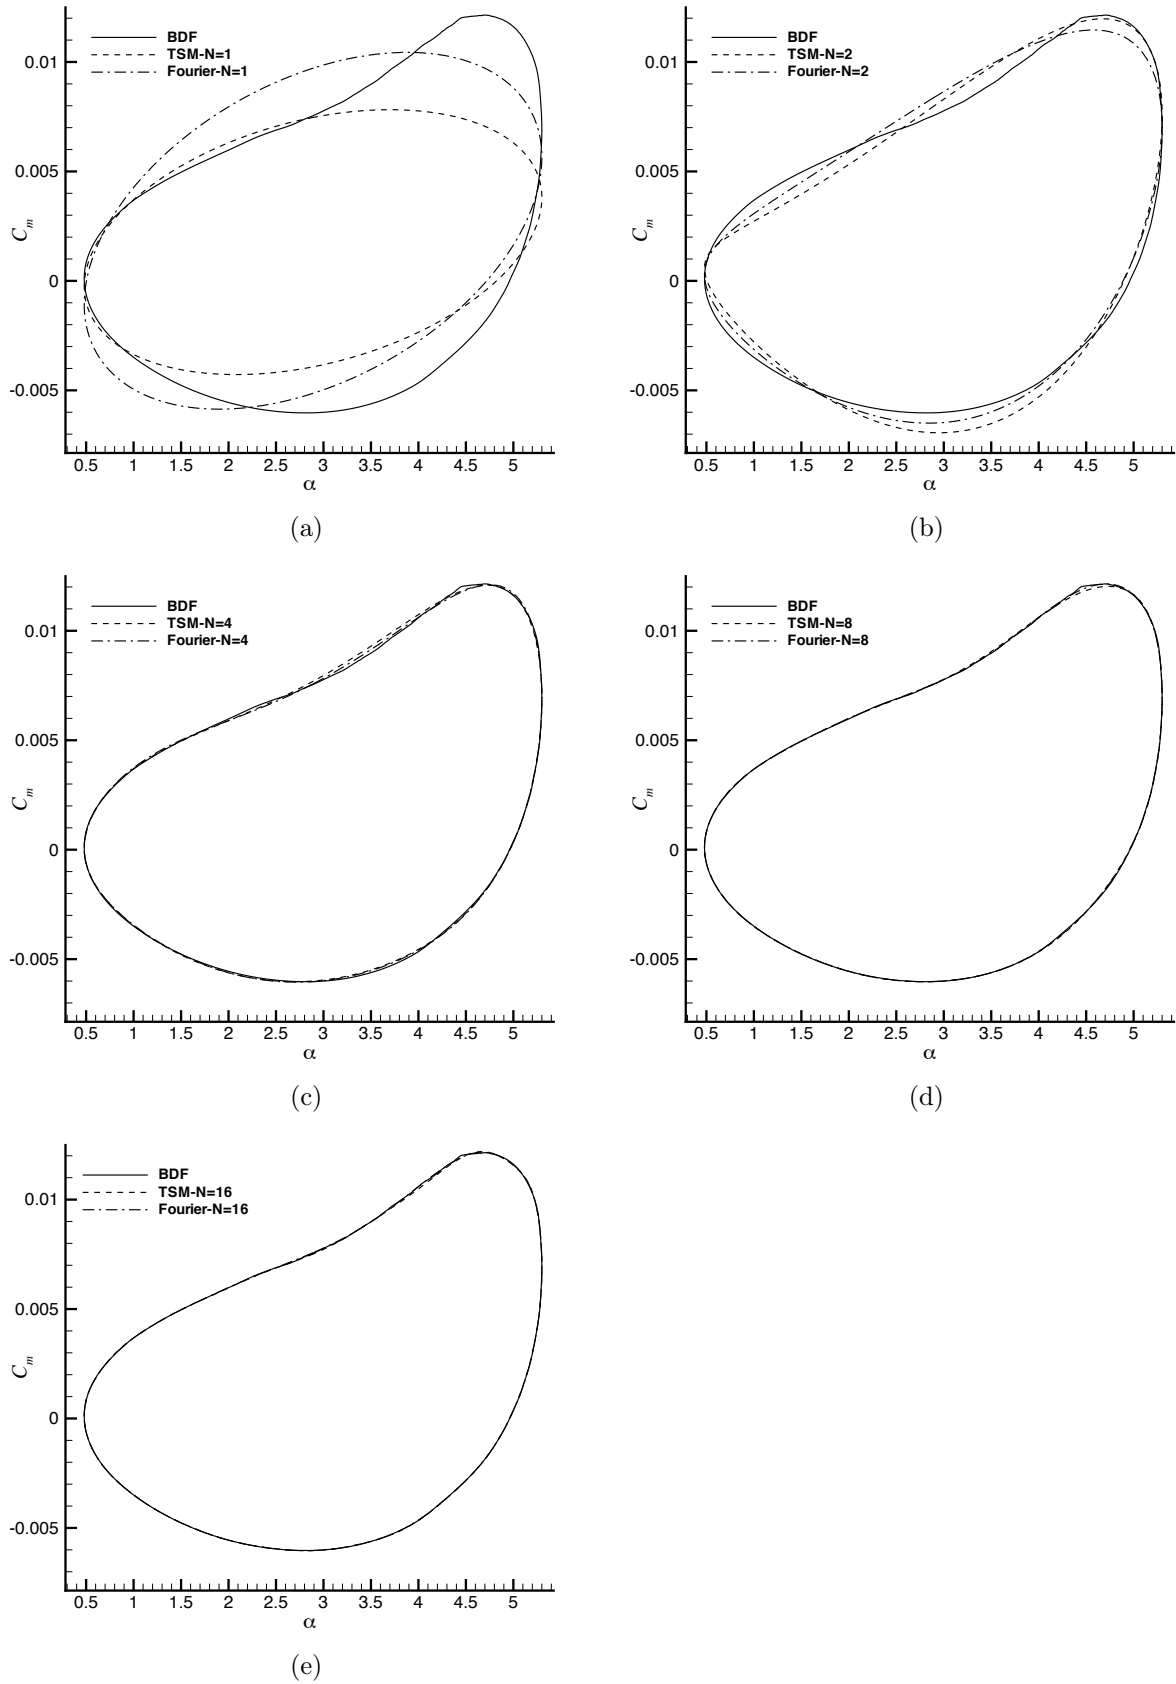 BDF
TSM-N=1
Fourier-N=1
0.01
0.005
0
-0.005
C_m
0.5 1 1.5 2 2.5 3 3.5 4 4.5 5
α
(a)
BDF
TSM-N=2
Fourier-N=2
0.01
0.005
0
-0.005
C_m
0.5 1 1.5 2 2.5 3 3.5 4 4.5 5
α
(b)
BDF
TSM-N=4
Fourier-N=4
0.01
0.005
0
-0.005
C_m
0.5 1 1.5 2 2.5 3 3.5 4 4.5 5
α
(c)
BDF
TSM-N=8
Fourier-N=8
0.01
0.005
0
-0.005
C_m
0.5 1 1.5 2 2.5 3 3.5 4 4.5 5
α
(d)
BDF
TSM-N=16
Fourier-N=16
0.01
0.005
0
-0.005
C_m
0.5 1 1.5 2 2.5 3 3.5 4 4.5 5
α
(e)